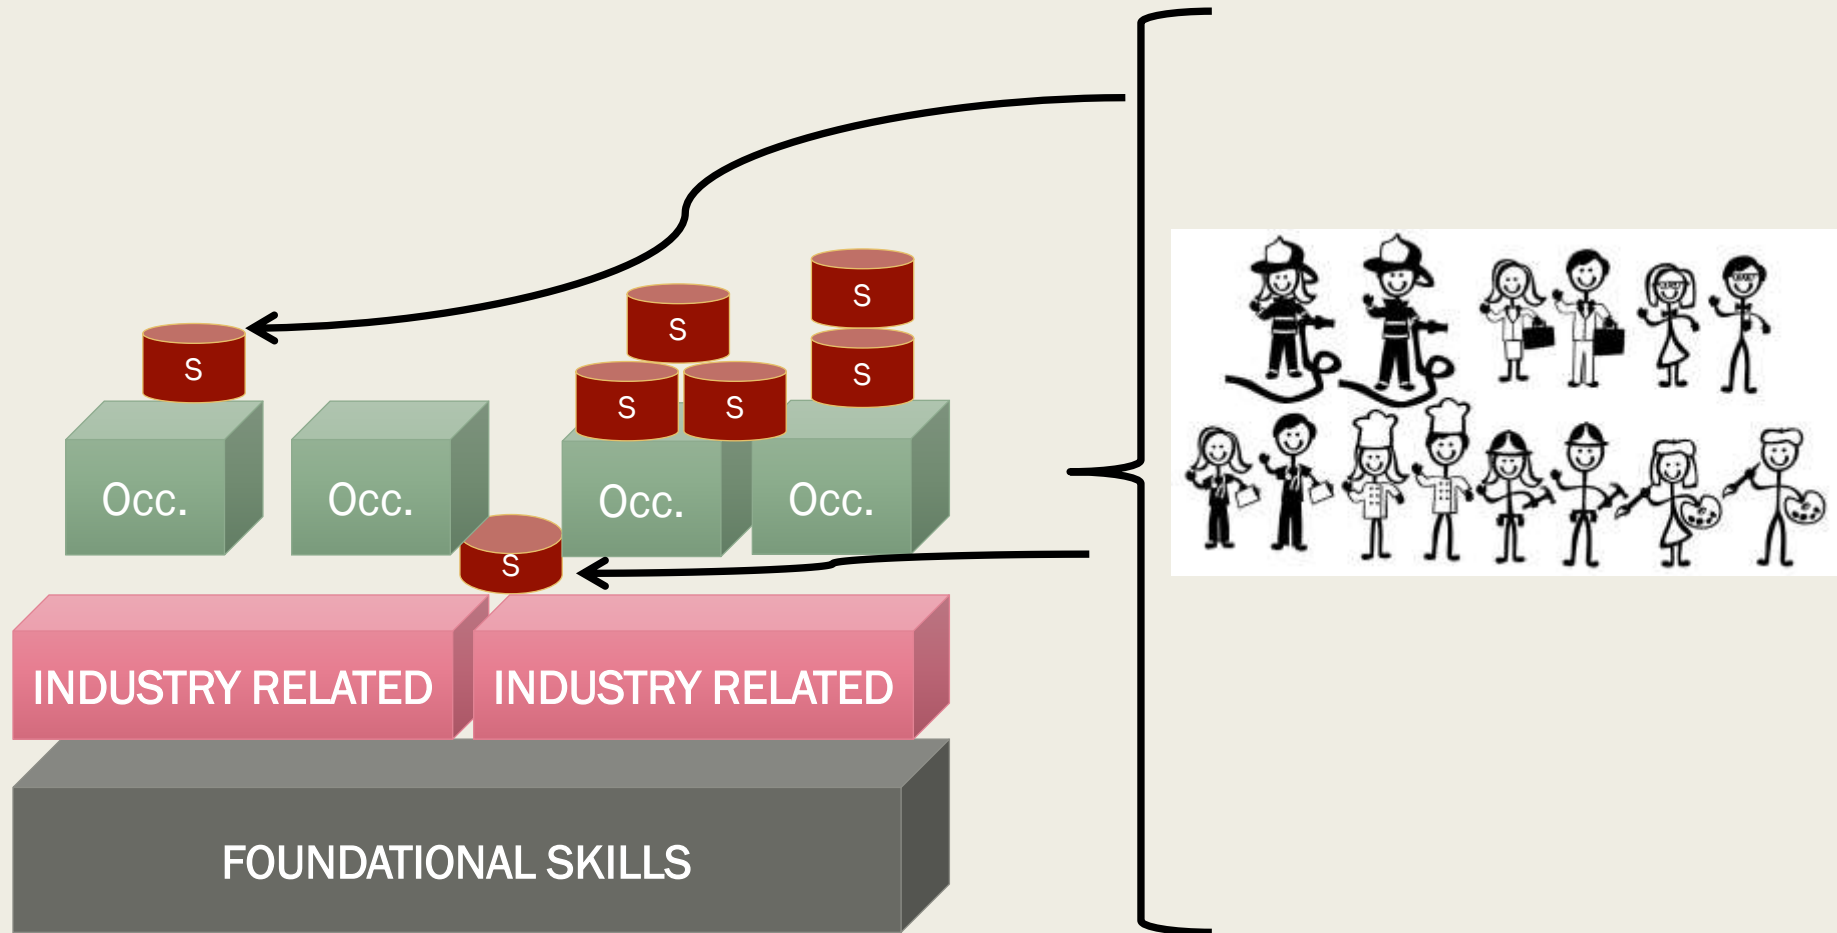 S
S
S
S
S
S
Occ.
Occ.
Occ.
Occ.
S
INDUSTRY RELATED
INDUSTRY RELATED
FOUNDATIONAL SKILLS